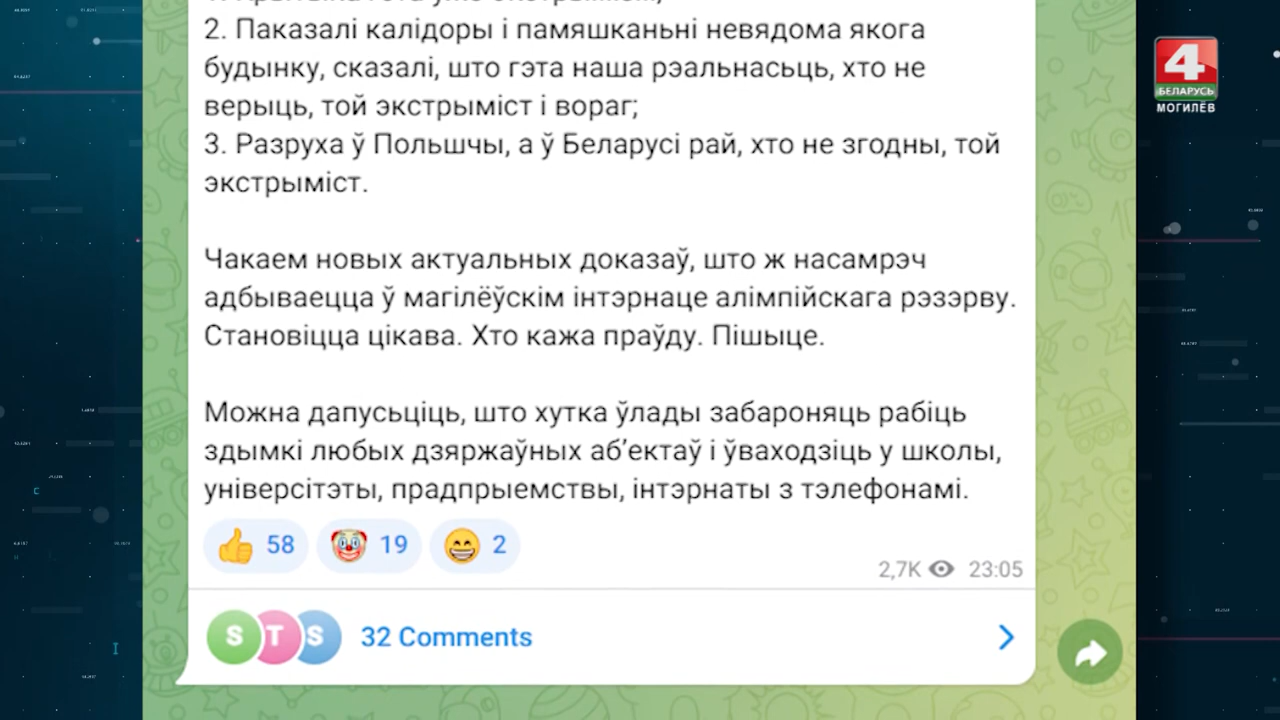 2. Паказалі калідоры і памяшканьні невядома якога
будынку, сказалі, што гэта наша рэальнасьць, хто не
верыць, той экстрыміст і вораг;
3. Разруха ў Польшчы, а ў Беларусі рай, хто не згодны, той
экстрыміст.
Чакаем новых актуальных доказаў, што ж насамрэч
адбываецца ў магілёўскім інтэрнаце алімпійскага рэзэрву.
Становіцца цікава. Хто кажа праўду. Пішыце.
Можна дапусьціць, што хутка ўлады забароняць рабіць
здымкі любых дзяржаўных аб’ектаў і ўваходзіць у школы,
універсітэты, прадпрыемствы, інтэрнаты з тэлефонамі.
58 19 2
2,7K 23:05
S T S 32 Comments
4
БЕЛАРУСЬ
МОГИЛЁВ